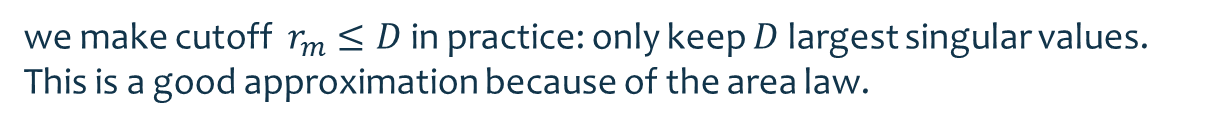 we make cutoff r_m ≤ D in practice: only keep D largest singular values.
This is a good approximation because of the area law.